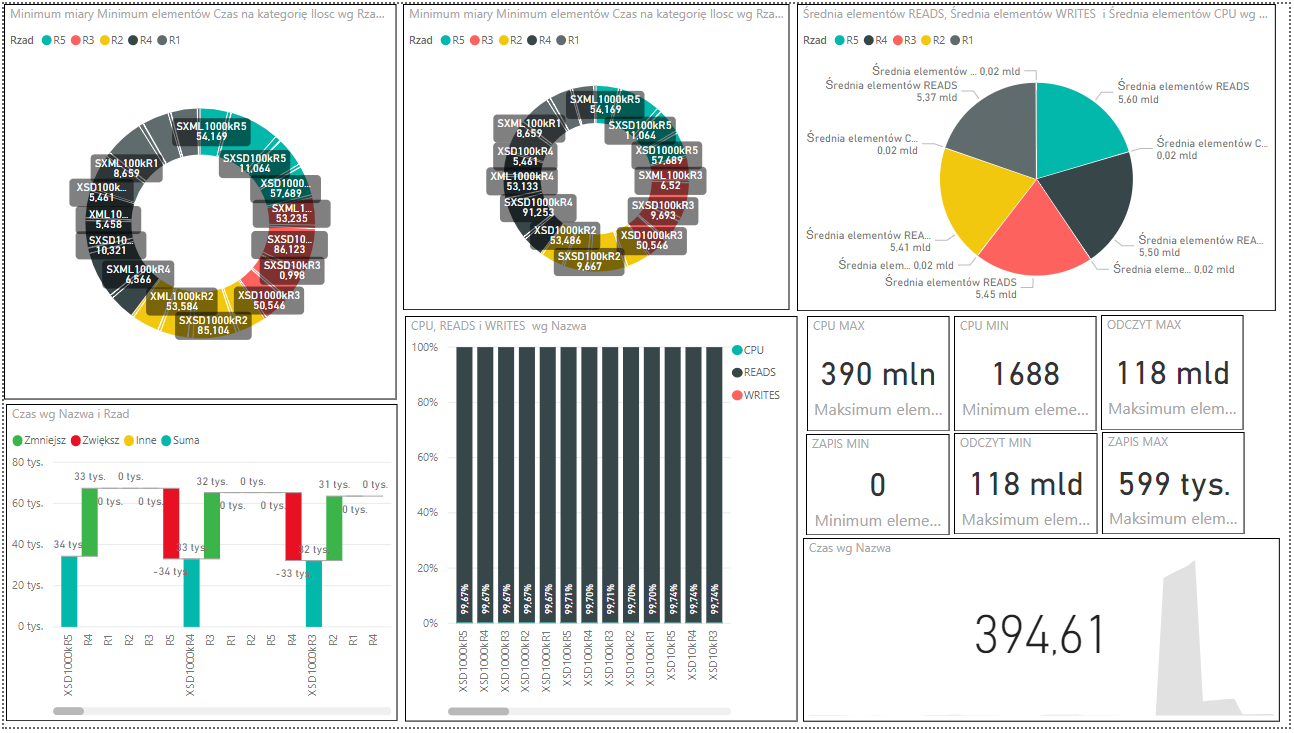 Minimum miary Minimum elementów Czas na kategorię Ilosc wg Rza...
Rzad R5 R3 R2 R4 R1
SXML1000kR5
54,169
SXSD100kR5
11,064
XSD1000...
57,689
SXML1...
53,235
SXSD10...
86,123
SXSD10kR3
0,998
XSD1000kR3
50,546
SXSD1000kR2
85,104
XML1000kR2
53,584
SXML100kR4
6,566
SXSD10...
10,321
XML10...
5,458
XSD100k...
5,461
SXML100kR1
8,659
Minimum miary Minimum elementów Czas na kategorię Ilosc wg Rza...
Rzad R5 R3 R2 R4 R1
SXML1000kR5
54,169
SXSD100kR5
11,064
XSD1000kR5
57,689
SXML100kR3
6,52
SXSD100kR3
9,693
XSD1000kR3
50,546
SXSD100kR2
9,667
53,486
SXSD1000kR4
91,253
XML1000kR4
53,133
XSD100kR4
5,461
SXML100kR1
8,659
Średnia elementów READS, Średnia elementów WRITES i Średnia elementów CPU wg ...
Rzad R5 R4 R3 R2 R1
Średnia elementów ... 0,02 mld
Średnia elementów READS
5,37 mld
Średnia elementów READS
5,60 mld
Średnia elementów C...
0,02 mld
Średnia elementów C...
0,02 mld
Średnia elementów REA...
5,41 mld
Średnia elementów REA...
5,50 mld
Średnia elem... 0,02 mld
Średnia eleme... 0,02 mld
Średnia elementów READS
5,45 mld
Czas wg Nazwa i Rzad
Zmniejsz Zwiększ Inne Suma
80 tys.
60 tys.
40 tys.
20 tys.
0 tys.
34 tys.
33 tys.
0 tys.
0 tys.
0 tys.
-34 tys.
33 tys.
32 tys.
0 tys.
0 tys.
0 tys.
-33 tys.
32 tys.
31 tys.
0 tys.
0 tys.
R4
R1
R2
R3
R5
R3
R1
R2
R5
R4
R2
R1
R4
XSD1000kR5
XSD1000kR4
XSD1000kR3
CPU, READS i WRITES wg Nazwa
CPU
READS
WRITES
100%
80%
60%
40%
20%
0%
99,67%
99,67%
99,67%
99,67%
99,67%
99,71%
99,70%
99,71%
99,70%
99,70%
99,74%
99,74%
99,74%
XSD1000kR5
XSD1000kR4
XSD1000kR3
XSD1000kR2
XSD1000kR1
XSD100kR5
XSD100kR4
XSD100kR3
XSD100kR2
XSD100kR1
XSD10kR5
XSD10kR4
XSD10kR3
CPU MAX
390 mln
Maksimum elem...
CPU MIN
1688
Minimum eleme...
ODCZYT MAX
118 mld
Maksimum elem...
ZAPIS MIN
0
Minimum eleme...
ODCZYT MIN
118 mld
Maksimum elem...
ZAPIS MAX
599 tys.
Maksimum elem...
Czas wg Nazwa
394,61